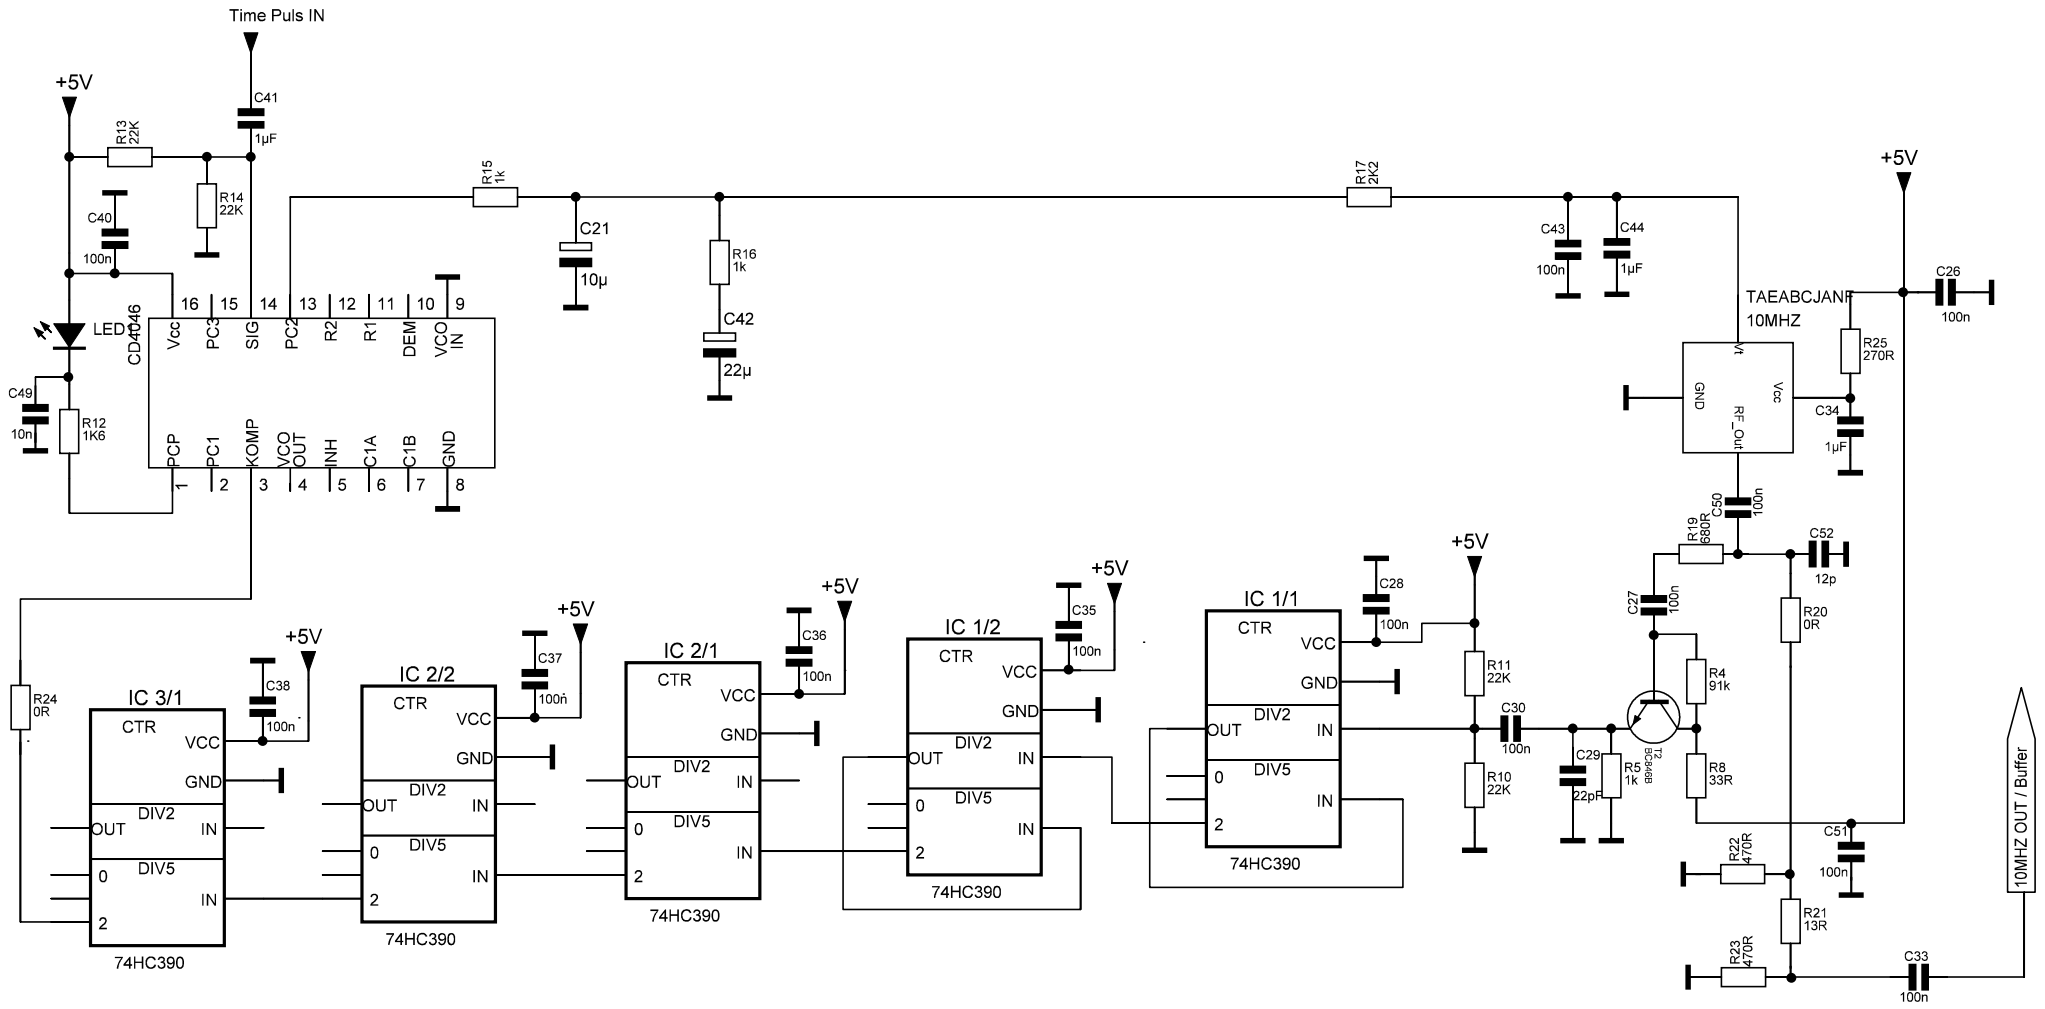 Time Puls IN
+5V
C41
1µF
R13
22K
R14
22K
C40
100n
R15
1k
C21
10µ
R16
1k
C42
22µ
R17
2K2
C43
100n
C44
1µF
+5V
C26
100n
TAEABCJANF
10MHZ
R25
270R
C34
1µF
Vt
GND
Vcc
RF_Out
LED1
CD4046
16
15
14
13
12
11
10
9
Vcc
PC3
SIG
PC2
R2
R1
DEM
VCO
IN
C49
10n
R12
1K6
PCP
PC1
KOMP
VCO
OUT
INH
C1A
C1B
GND
1
2
3
4
5
6
7
8
C50
100n
R19
680R
C52
12p
C27
100n
R20
0R
R4
91k
T2
BC846B
R8
33R
R5
1k
C29
22pF
C30
100n
+5V
R11
22K
R10
22K
C28
100n
IC 1/1
CTR
VCC
GND
DIV2
OUT
IN
DIV5
0
IN
2
74HC390
+5V
C35
100n
IC 1/2
CTR
VCC
GND
DIV2
OUT
IN
DIV5
0
IN
2
74HC390
+5V
C36
100n
IC 2/1
CTR
VCC
GND
DIV2
OUT
IN
DIV5
0
IN
2
74HC390
+5V
C37
100n
IC 2/2
CTR
VCC
GND
DIV2
OUT
IN
DIV5
0
IN
2
74HC390
+5V
C38
100n
IC 3/1
CTR
VCC
GND
DIV2
OUT
IN
DIV5
0
IN
2
74HC390
R24
0R
C51
100n
R22
470R
R21
13R
R23
470R
C33
100n
10MHZ OUT / Buffer